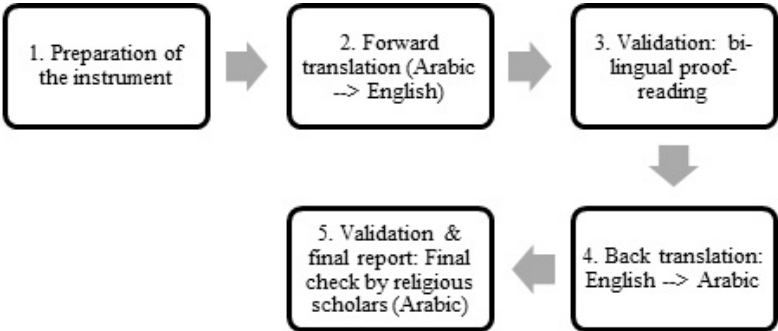 1. Preparation of
the instrument
2. Forward
translation (Arabic
--> English)
3. Validation: bi-
lingual proof-
reading
4. Back translation:
English --> Arabic
5. Validation &
final report: Final
check by religious
scholars (Arabic)